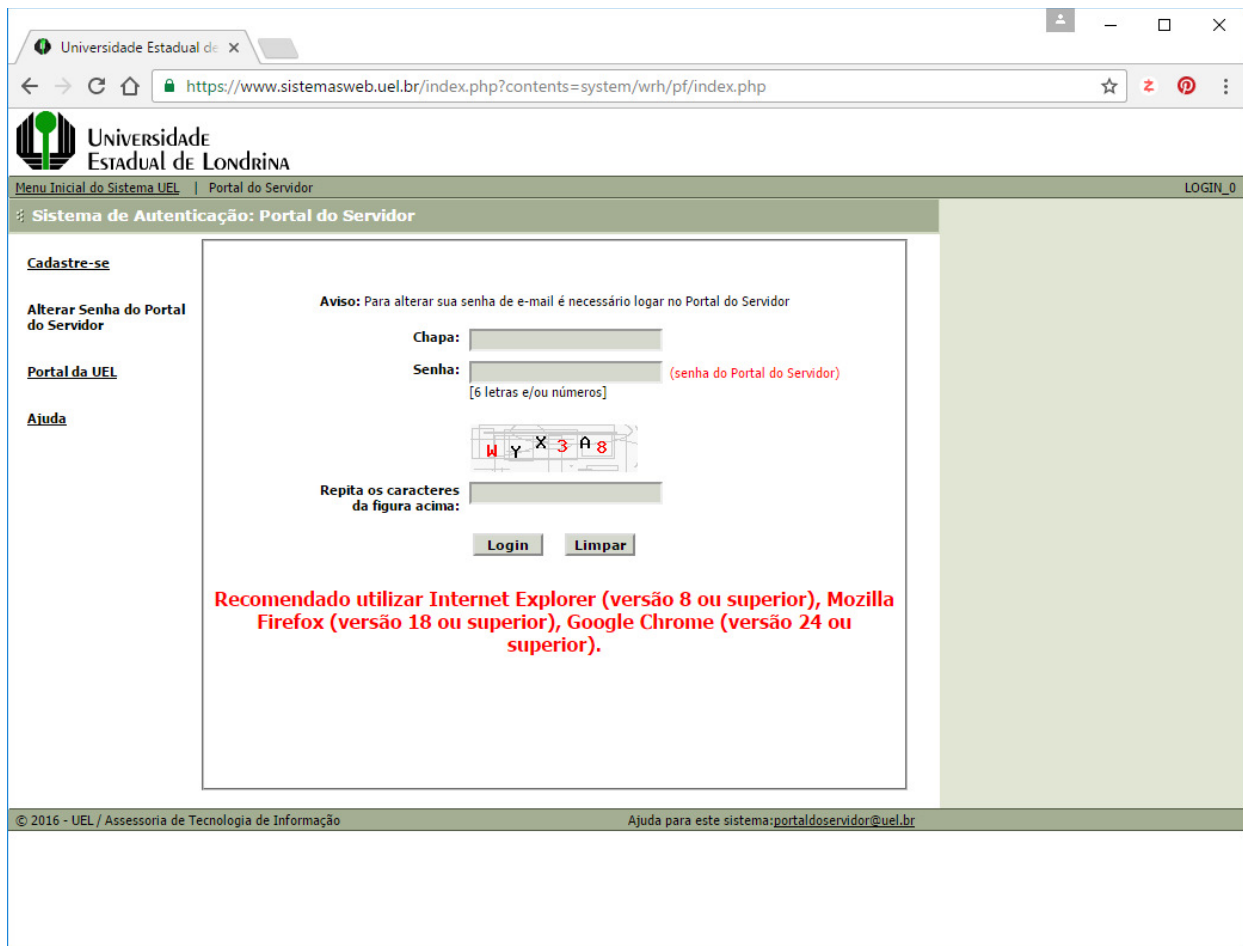 Universidade Estadual de
https://www.sistemasweb.uel.br/index.php?contents=system/wrh/pf/index.php
Universidade
Estadual de Londrina
Menu Inicial do Sistema UEL | Portal do Servidor LOGIN_0
Sistema de Autenticação: Portal do Servidor
Cadastre-se
Alterar Senha do Portal
do Servidor
Portal da UEL
Ajuda
Aviso: Para alterar sua senha de e-mail é necessário logar no Portal do Servidor
Chapa:
Senha: (senha do Portal do Servidor)
[6 letras e/ou números]
W Y X 3 A 8
Repita os caracteres
da figura acima:
Login Limpar
Recomendado utilizar Internet Explorer (versão 8 ou superior), Mozilla
Firefox (versão 18 ou superior), Google Chrome (versão 24 ou
superior).
© 2016 - UEL / Assessoria de Tecnologia de Informação Ajuda para este sistema:portaldoservidor@uel.br